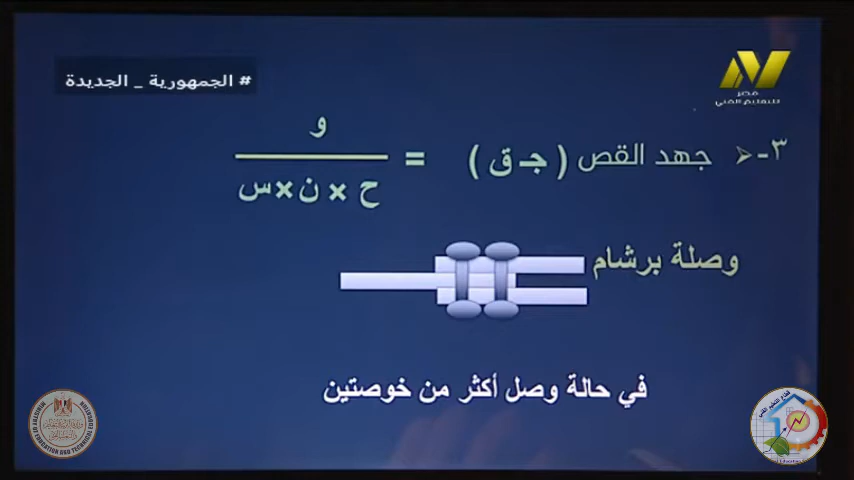 # الجمهورية _ الجديدة
مصر
للتعليم الفني
٣- جهد القص ( جـ ق ) = و
ح × ن × س
وصلة برشام
في حالة وصل أكثر من خوصتين